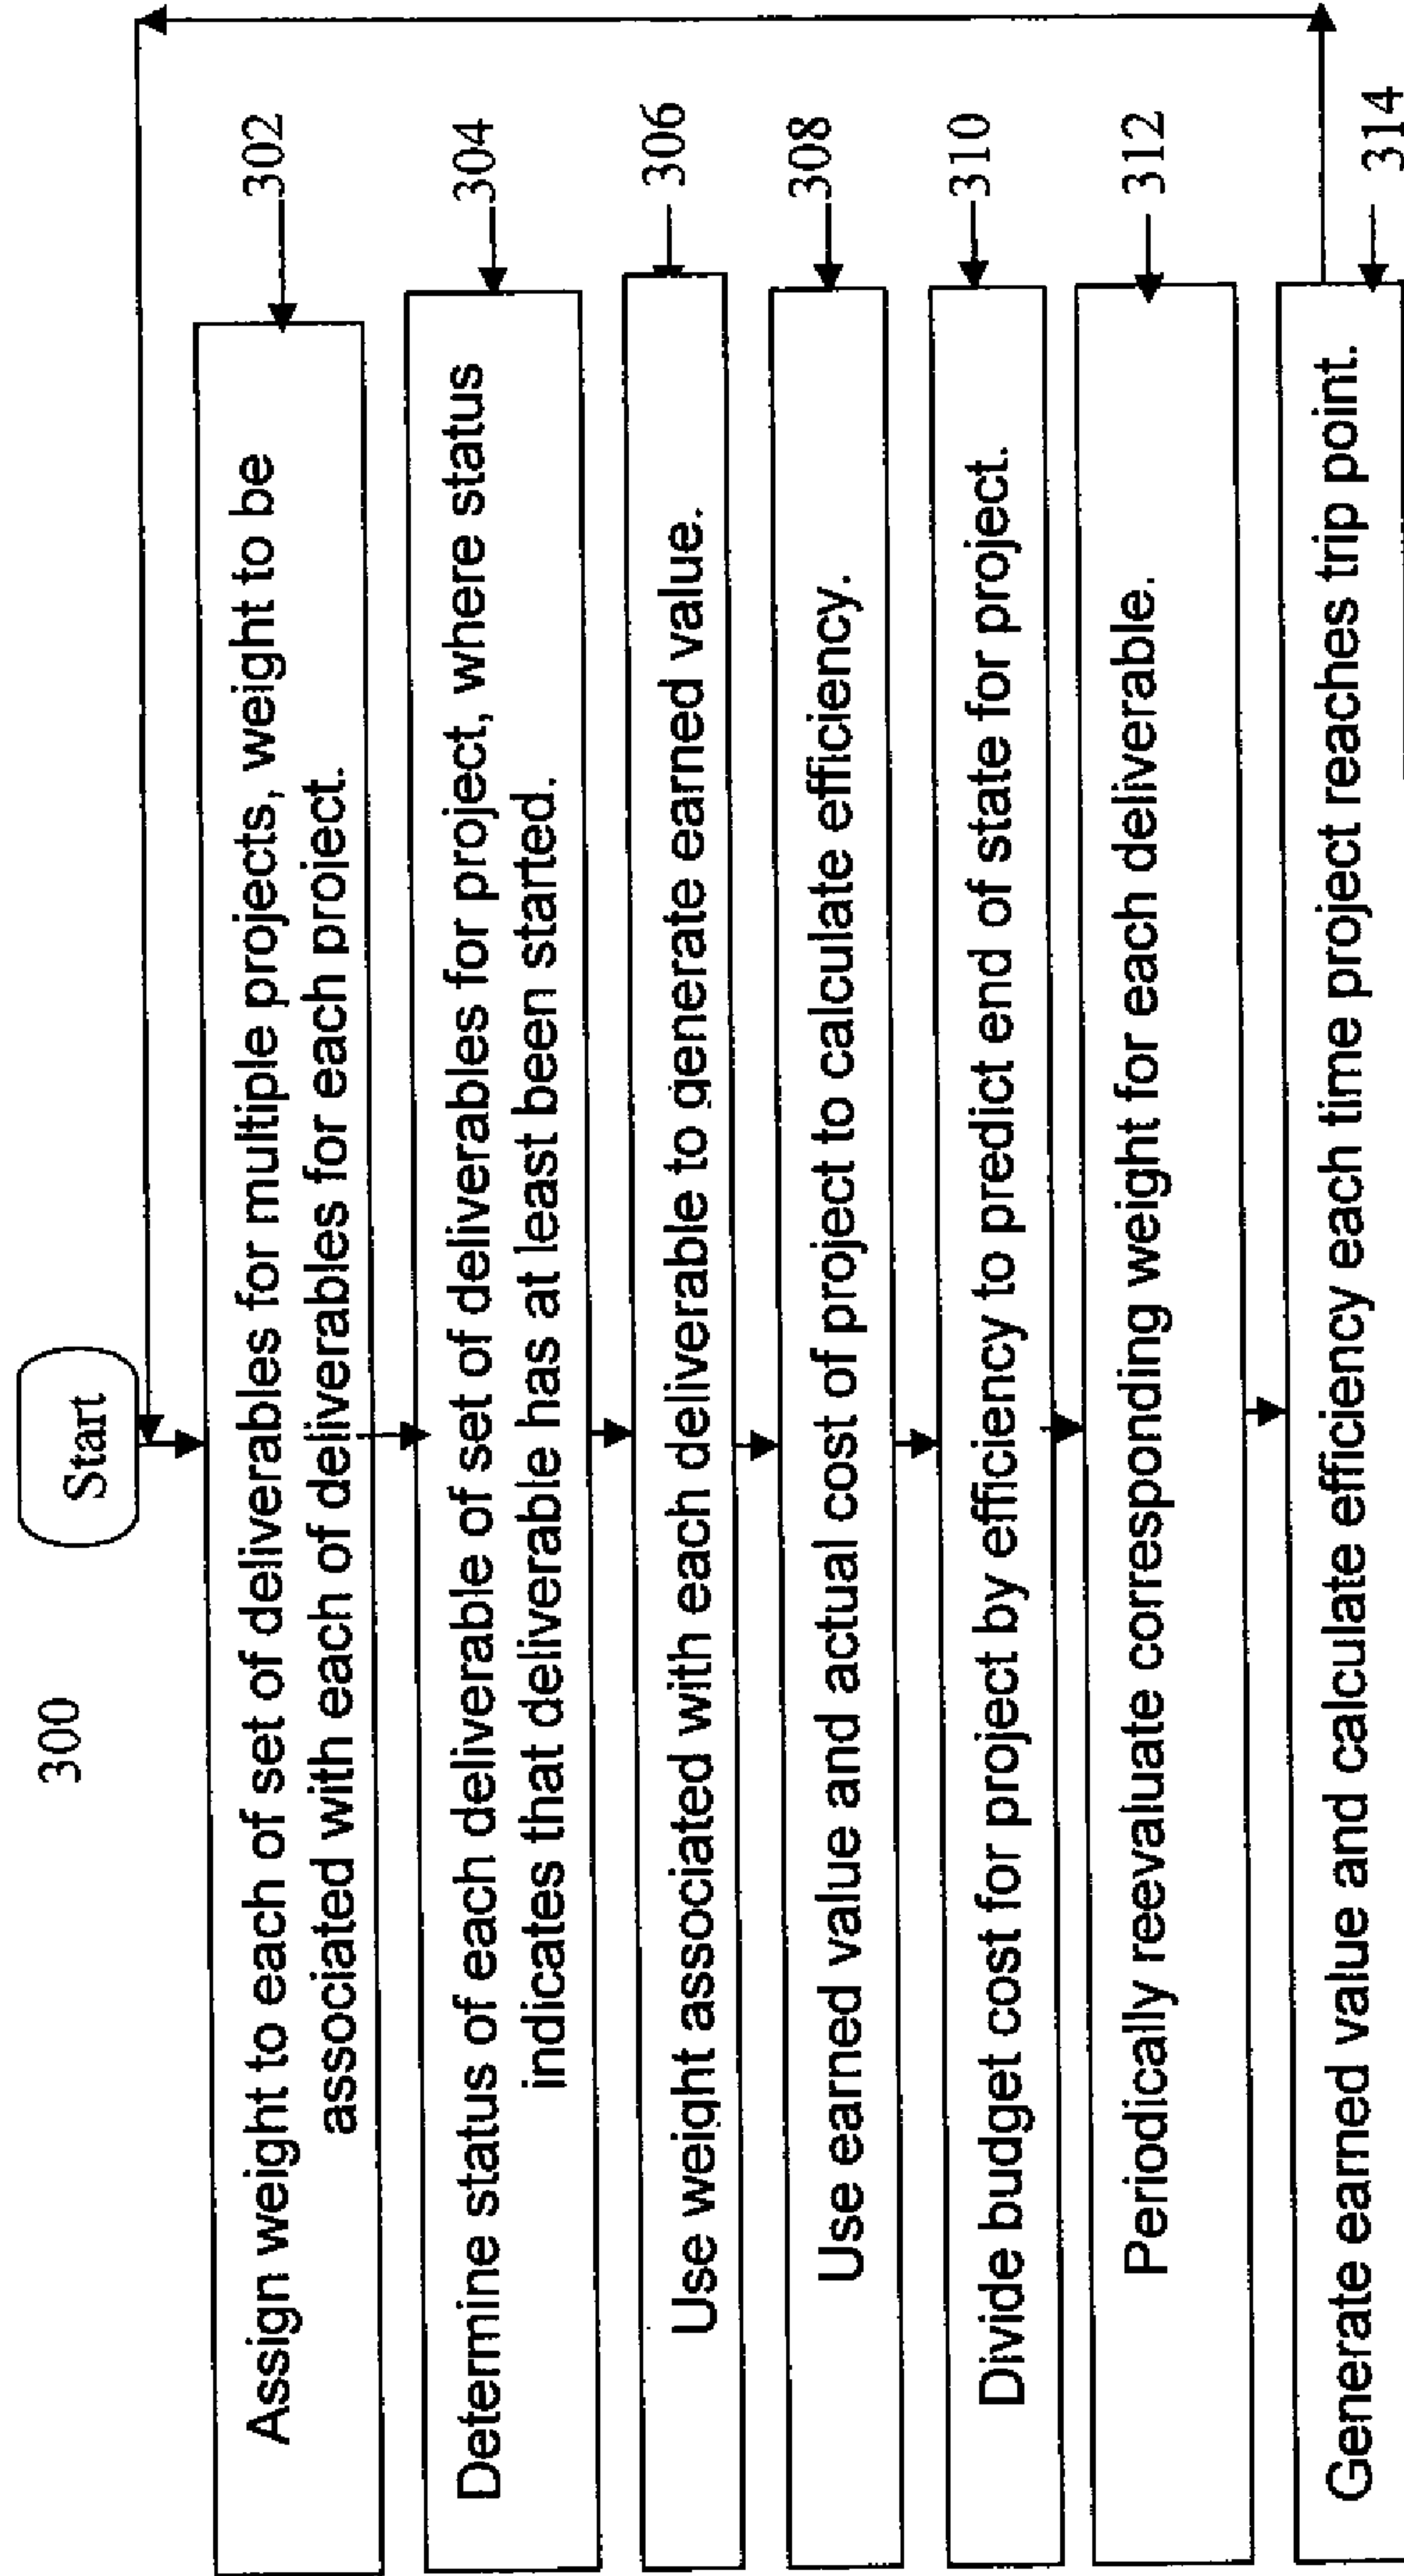 300
Start
Assign weight to each of set of deliverables for multiple projects, weight to be
associated with each of deliverables for each project.
302
Determine status of each deliverable of set of deliverables for project, where status
indicates that deliverable has at least been started.
304
Use weight associated with each deliverable to generate earned value.
306
Use earned value and actual cost of project to calculate efficiency.
308
Divide budget cost for project by efficiency to predict end of state for project.
310
Periodically reevaluate corresponding weight for each deliverable.
312
Generate earned value and calculate efficiency each time project reaches trip point.
314